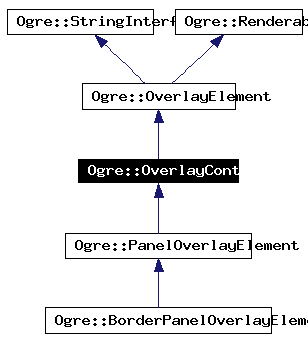 Ogre::StringInterf
Ogre::Renderab
Ogre::OverlayElement
Ogre::OverlayCont
Ogre::PanelOverlayElement
Ogre::BorderPanelOverlayEleme